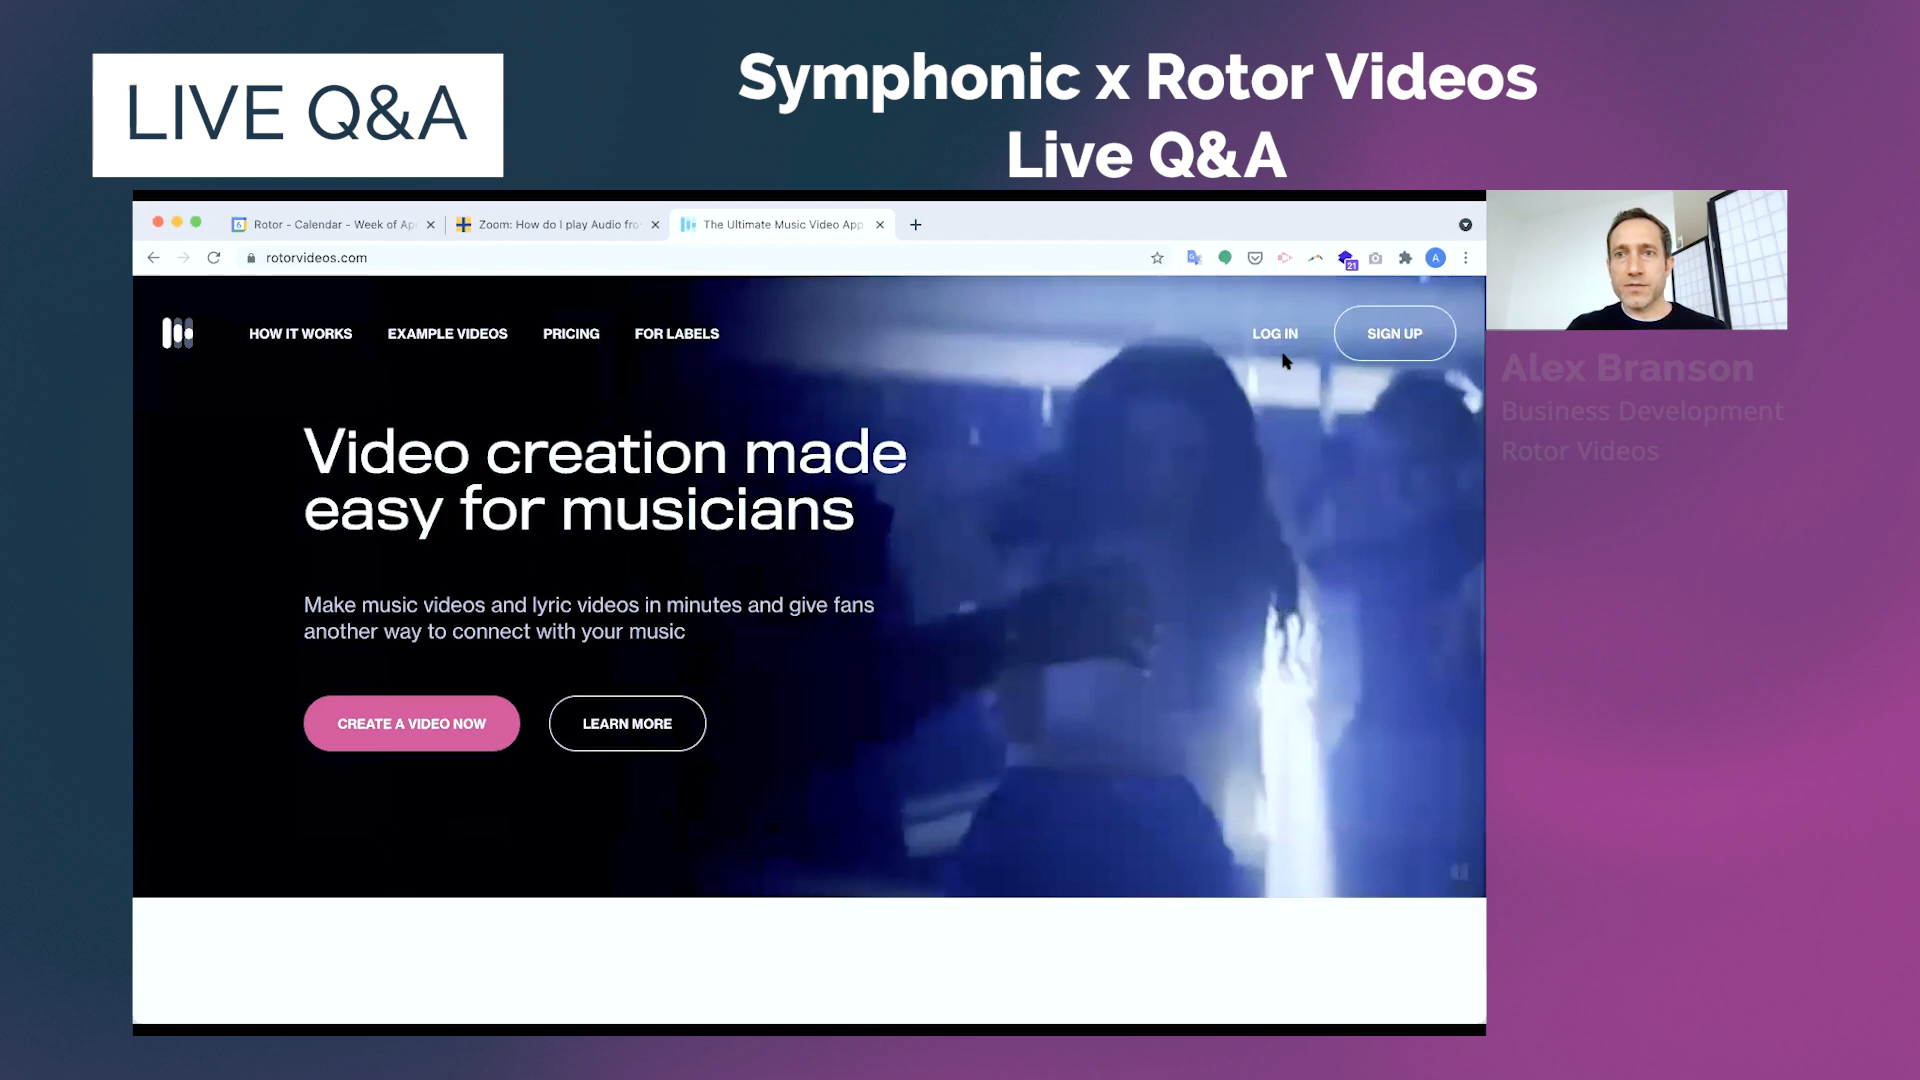 LIVE Q&A
Symphonic x Rotor Videos
Live Q&A
Rotor - Calendar - Week of Ap
Zoom: How do I play Audio fro
The Ultimate Music Video App
rotorvideos.com
21
A
HOW IT WORKS
EXAMPLE VIDEOS
PRICING
FOR LABELS
LOG IN
SIGN UP
Video creation made
easy for musicians
Make music videos and lyric videos in minutes and give fans
another way to connect with your music
CREATE A VIDEO NOW
LEARN MORE
Alex Branson
Business Development
Rotor Videos